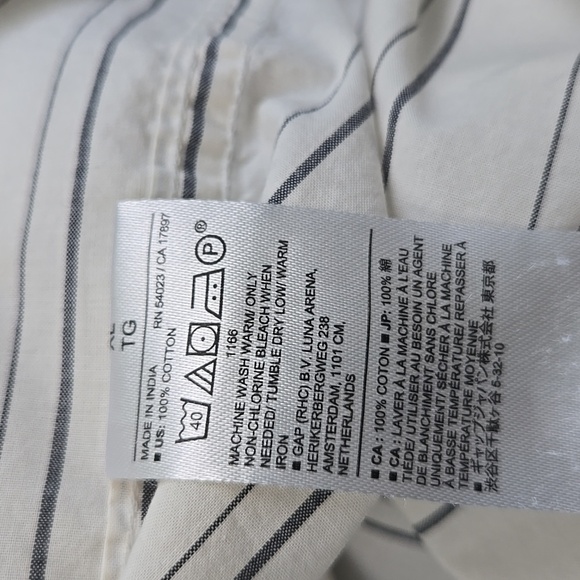 XL
TG
MADE IN INDIA RN 54023 / CA 17897
■ US: 100% COTTON
40 P ®
1166
MACHINE WASH WARM/ ONLY
NON-CHLORINE BLEACH WHEN
NEEDED/ TUMBLE DRY LOW/ WARM
IRON
■ GAP (RHC) B.V. LUNA ARENA,
HERIKERBERGWEG 238
AMSTERDAM, 1101 CM,
NETHERLANDS
■ CA : 100% COTON ■ JP: 100% 綿
■ CA : LAVER À LA MACHINE À L'EAU
TIÈDE/ UTILISER AU BESOIN UN AGENT
DE BLANCHIMENT SANS CHLORE
UNIQUEMENT/ SÉCHER À LA MACHINE
À BASSE TEMPÉRATURE/ REPASSER À
TEMPÉRATURE MOYENNE
■ ギャップジャパン株式会社 東京都
渋谷区千駄ヶ谷 5-32-10